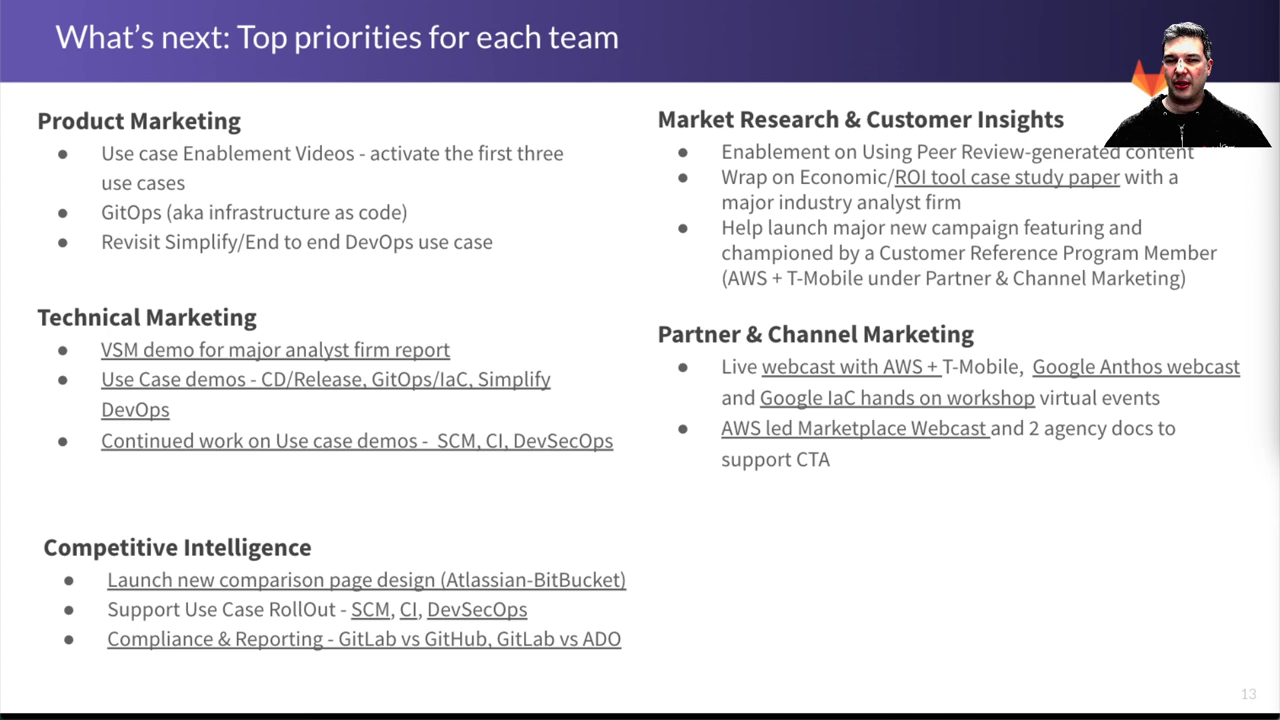 What's next: Top priorities for each team
Product Marketing
● Use case Enablement Videos - activate the first three
use cases
● GitOps (aka infrastructure as code)
● Revisit Simplify/End to end DevOps use case
Technical Marketing
● VSM demo for major analyst firm report
● Use Case demos - CD/Release, GitOps/IaC, Simplify
DevOps
● Continued work on Use case demos - SCM, CI, DevSecOps
Competitive Intelligence
● Launch new comparison page design (Atlassian-BitBucket)
● Support Use Case RollOut - SCM, CI, DevSecOps
● Compliance & Reporting - GitLab vs GitHub, GitLab vs ADO
Market Research & Customer Insights
● Enablement on Using Peer Review-generated content
● Wrap on Economic/ROI tool case study paper with a
major industry analyst firm
● Help launch major new campaign featuring and
championed by a Customer Reference Program Member
(AWS + T-Mobile under Partner & Channel Marketing)
Partner & Channel Marketing
● Live webcast with AWS + T-Mobile, Google Anthos webcast
and Google IaC hands on workshop virtual events
● AWS led Marketplace Webcast and 2 agency docs to
support CTA
13